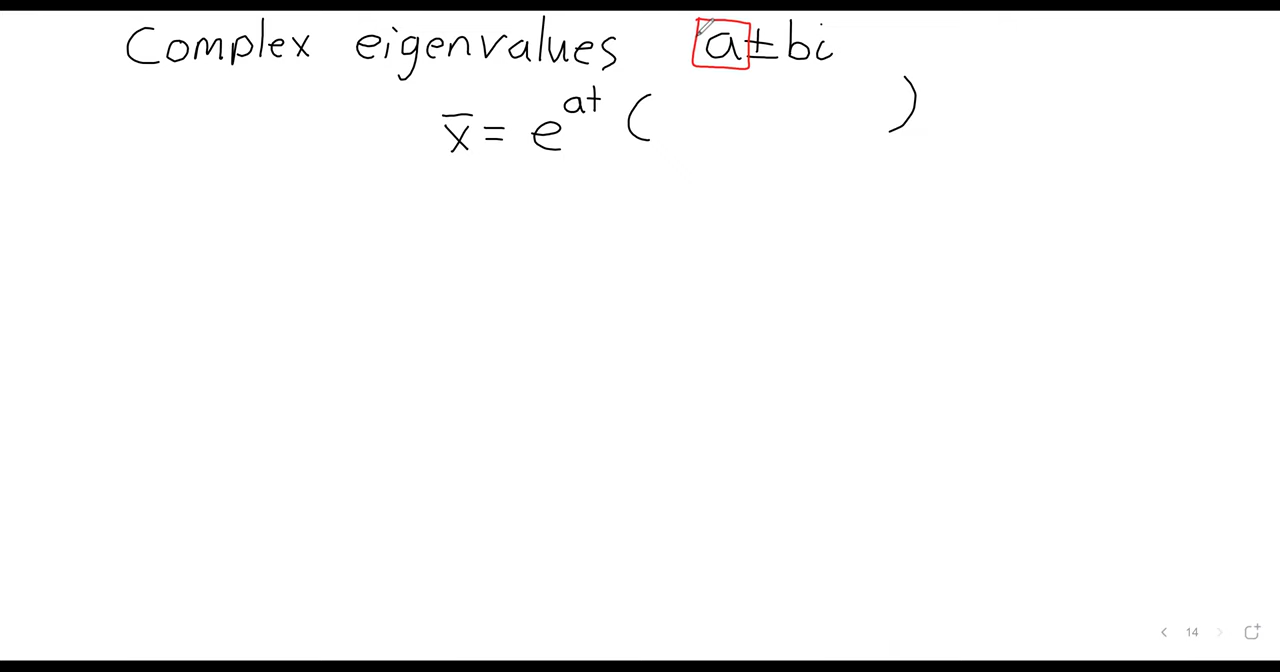 Complex eigenvalues a±bi
x̄ = e^{at} ( )
< 14 >